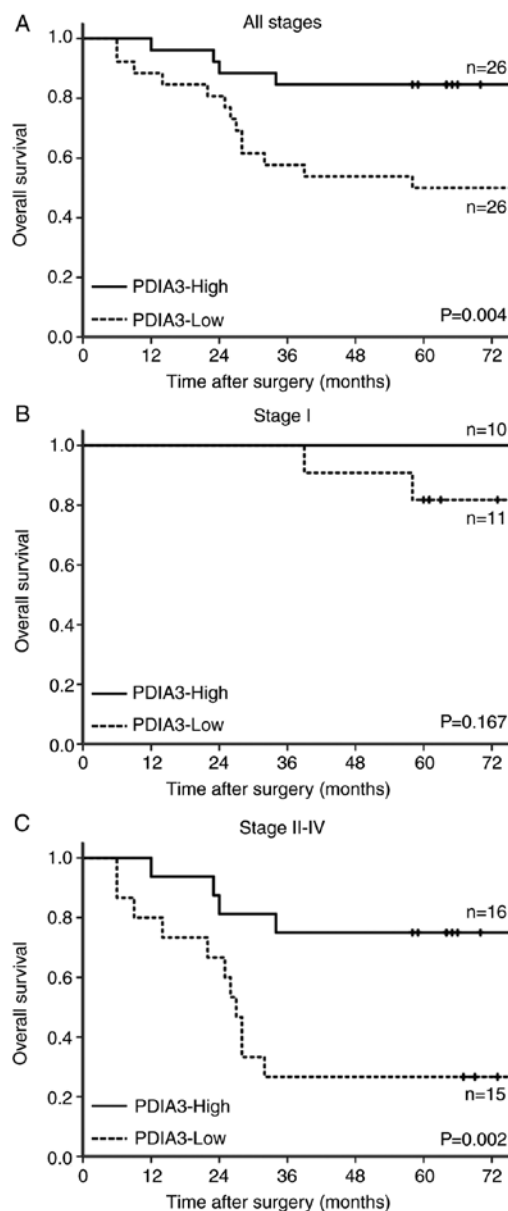 A
All stages
Overall survival
1.0
0.8
0.6
0.4
0.2
0.0
n=26
n=26
PDIA3-High
PDIA3-Low
P=0.004
0 12 24 36 48 60 72
Time after surgery (months)
B
Stage I
Overall survival
1.0
0.8
0.6
0.4
0.2
0.0
n=10
n=11
PDIA3-High
PDIA3-Low
P=0.167
0 12 24 36 48 60 72
Time after surgery (months)
C
Stage II-IV
Overall survival
1.0
0.8
0.6
0.4
0.2
0.0
n=16
n=15
PDIA3-High
PDIA3-Low
P=0.002
0 12 24 36 48 60 72
Time after surgery (months)